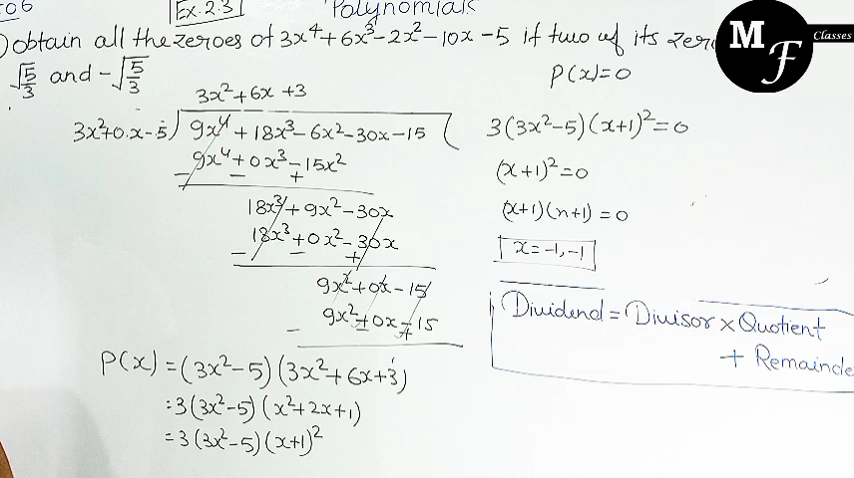 06 Ex. 2.3 Polynomials
obtain all the zeroes of 3x⁴+6x³-2x²-10x-5 if two of its
√5/3 and -√5/3
P(x)=0
3x²+6x+3
3x²+0.x-5) 9x⁴+18x³-6x²-30x-15
9x⁴+0x³-15x²
- - +
18x³+9x²-30x
18x³+0x²-30x
- - +
9x²+0x-15
9x²+0x-15
- - +
P(x)=(3x²-5)(3x²+6x+3)
=3(3x²-5)(x²+2x+1)
=3(3x²-5)(x+1)²
3(3x²-5)(x+1)²=0
(x+1)²=0
(x+1)(x+1)=0
x=-1,-1
Dividend=Divisor×Quotient
+ Remainde
M F Classes